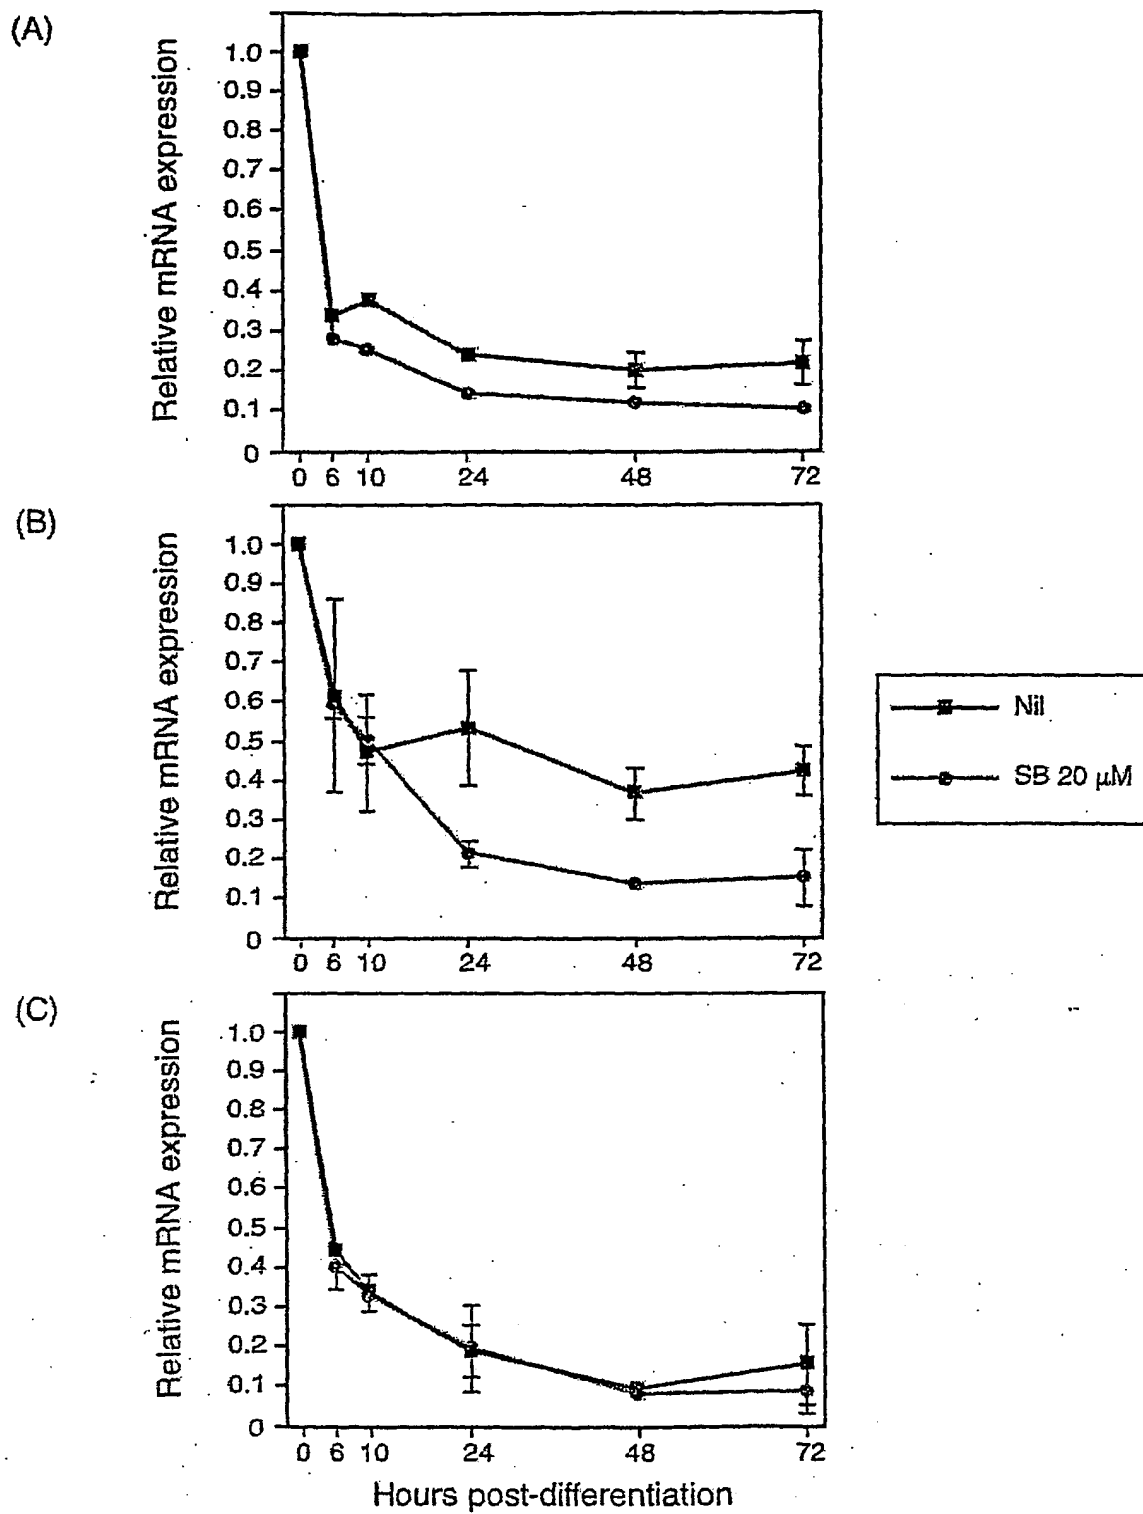 (A)
Relative mRNA expression
1.0
0.9
0.8
0.7
0.6
0.5
0.4
0.3
0.2
0.1
0
0 6 10 24 48 72
(B)
Relative mRNA expression
1.0
0.9
0.8
0.7
0.6
0.5
0.4
0.3
0.2
0.1
0
0 6 10 24 48 72
Nil
SB 20 μM
(C)
Relative mRNA expression
1.0
0.9
0.8
0.7
0.6
0.5
0.4
0.3
0.2
0.1
0
0 6 10 24 48 72
Hours post-differentiation